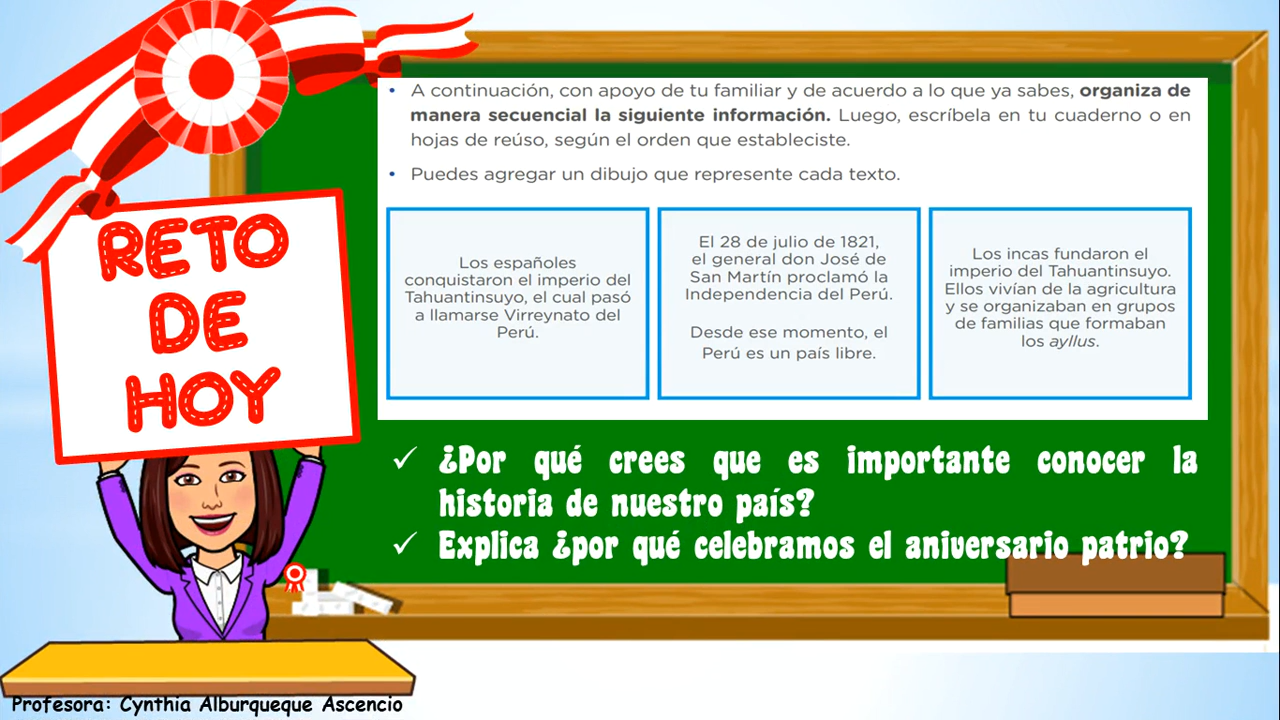 RETO
DE
HOY
• A continuación, con apoyo de tu familiar y de acuerdo a lo que ya sabes, organiza de
manera secuencial la siguiente información. Luego, escríbela en tu cuaderno o en
hojas de reúso, según el orden que estableciste.
• Puedes agregar un dibujo que represente cada texto.
Los españoles
conquistaron el imperio del
Tahuantinsuyo, el cual pasó
a llamarse Virreynato del
Perú.
El 28 de julio de 1821,
el general don José de
San Martín proclamó la
Independencia del Perú.
Desde ese momento, el
Perú es un país libre.
Los incas fundaron el
imperio del Tahuantinsuyo.
Ellos vivían de la agricultura
y se organizaban en grupos
de familias que formaban
los ayllus.
✓ ¿Por qué crees que es importante conocer la
historia de nuestro país?
✓ Explica ¿por qué celebramos el aniversario patrio?
Profesora: Cynthia Alburqueque Ascencio